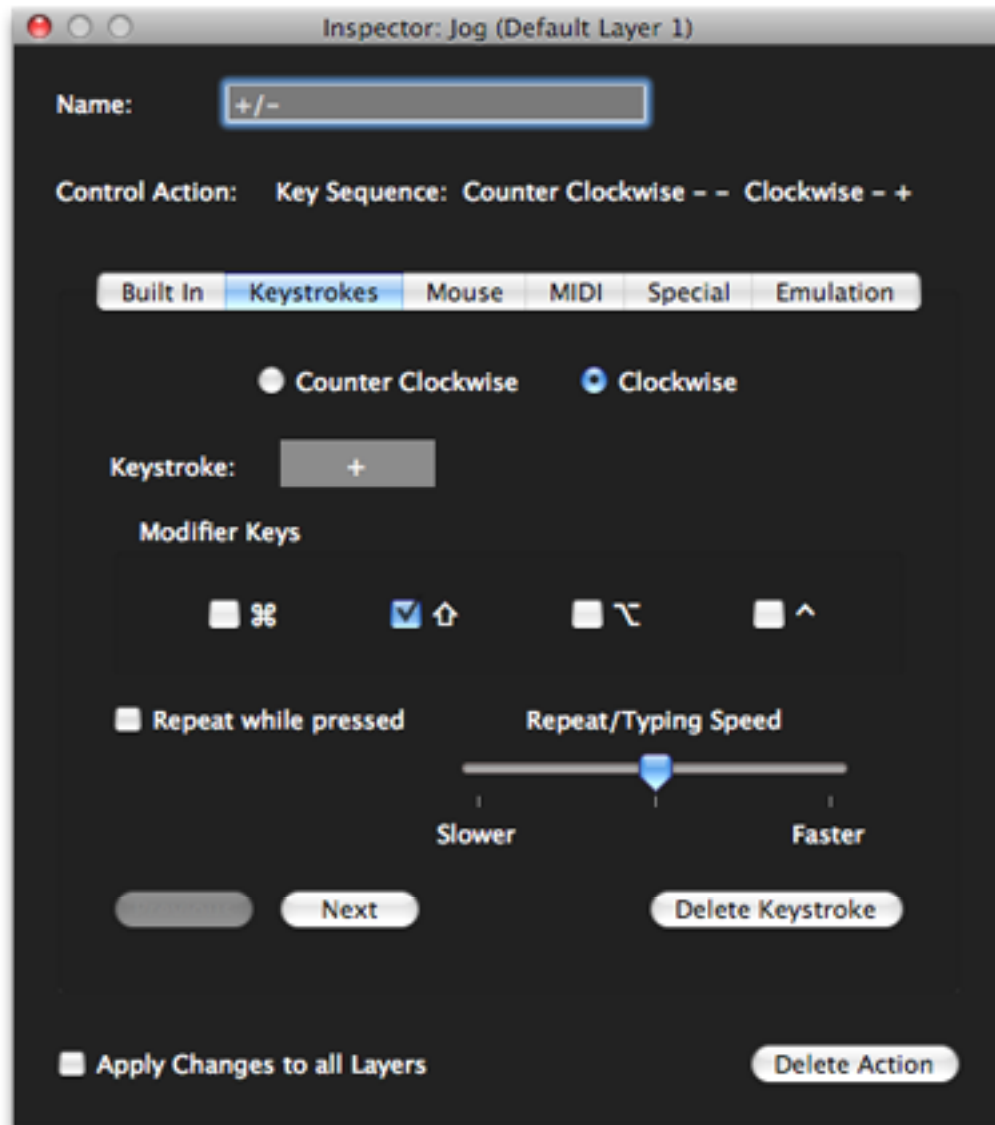 Inspector: Jog (Default Layer 1)
Name: +/-
Control Action: Key Sequence: Counter Clockwise - - Clockwise - +
Built In Keystrokes Mouse MIDI Special Emulation
Counter Clockwise Clockwise
Keystroke: +
Modifier Keys
⌘ ⇧ ⌥ ^
Repeat while pressed Repeat/Typing Speed
Slower Faster
Next Delete Keystroke
Apply Changes to all Layers Delete Action